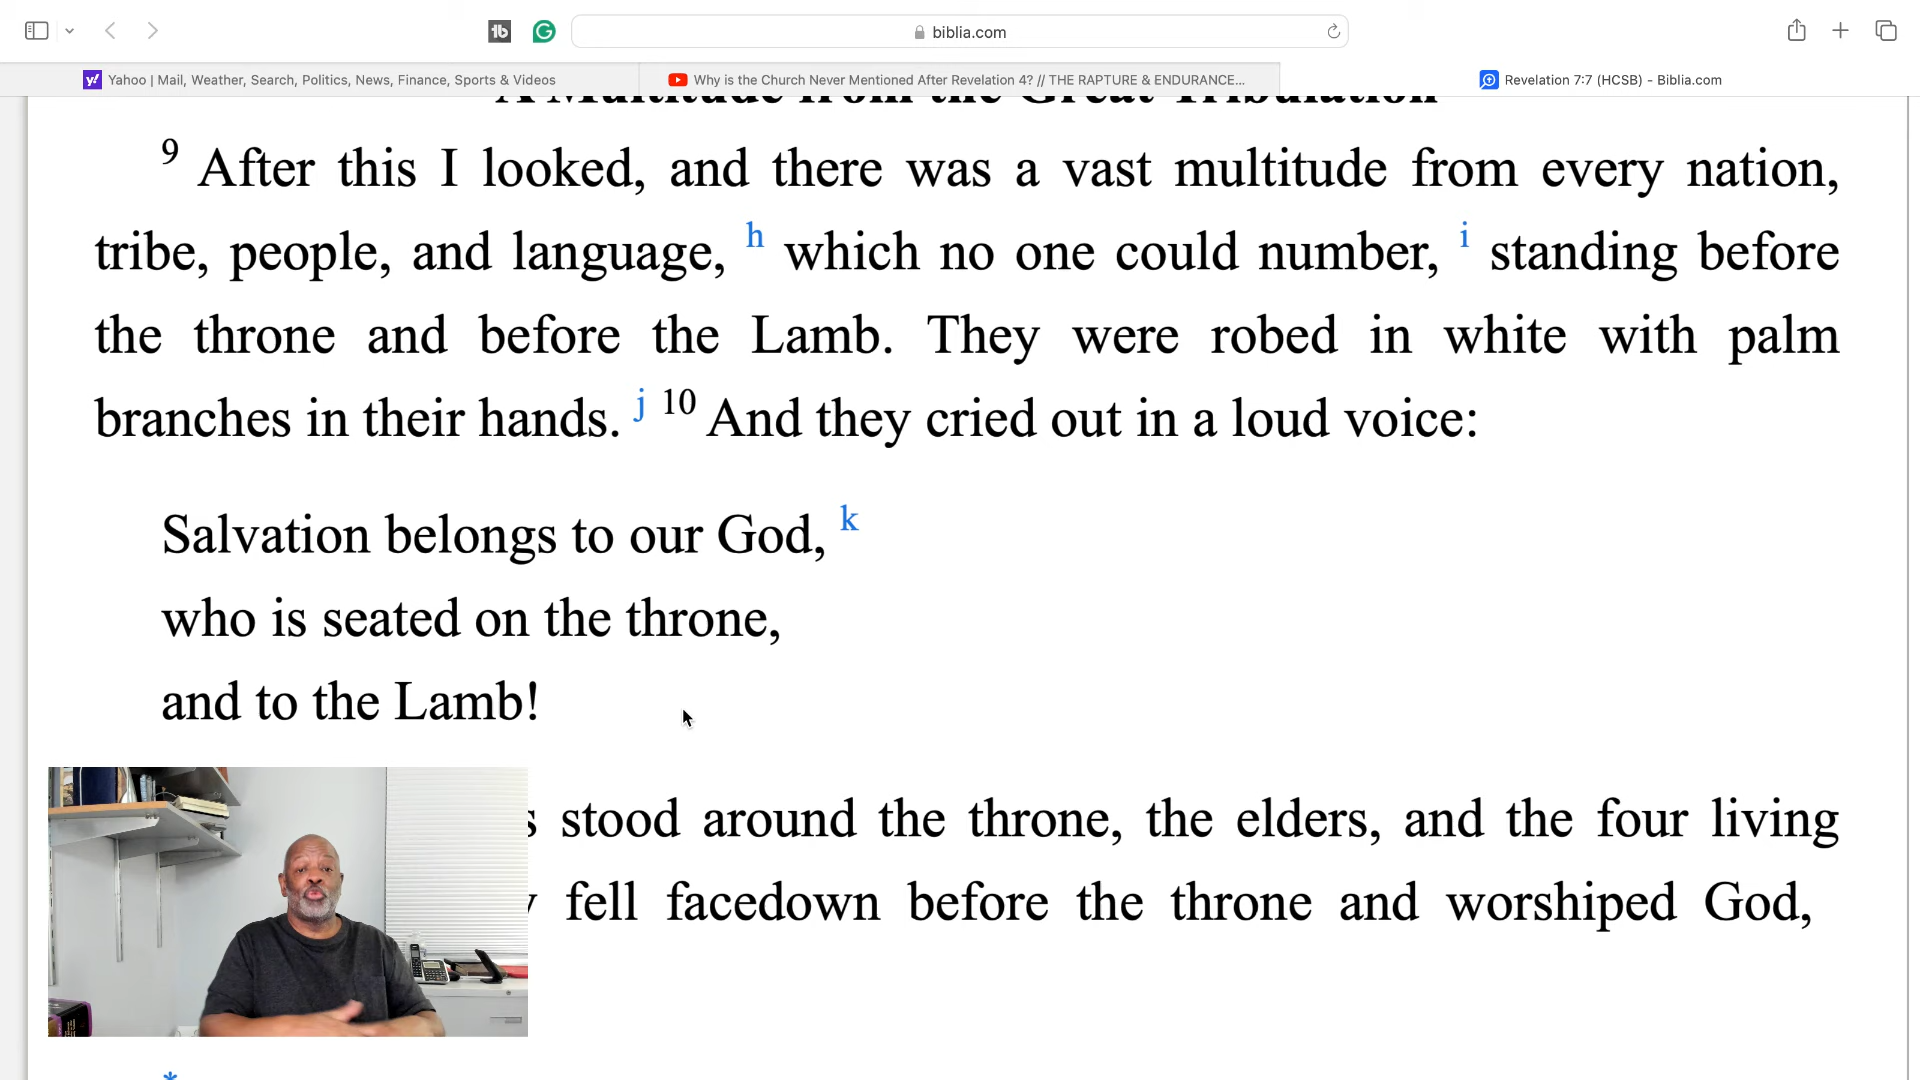 biblia.com
Yahoo | Mail, Weather, Search, Politics, News, Finance, Sports & Videos
Why is the Church Never Mentioned After Revelation 4? // THE RAPTURE & ENDURANCE...
Revelation 7:7 (HCSB) - Biblia.com
A Multitude from the Great Tribulation
9 After this I looked, and there was a vast multitude from every nation,
tribe, people, and language, h which no one could number, i standing before
the throne and before the Lamb. They were robed in white with palm
branches in their hands. j 10 And they cried out in a loud voice:
Salvation belongs to our God, k
who is seated on the throne,
and to the Lamb!
stood around the throne, the elders, and the four living
fell facedown before the throne and worshiped God,
*